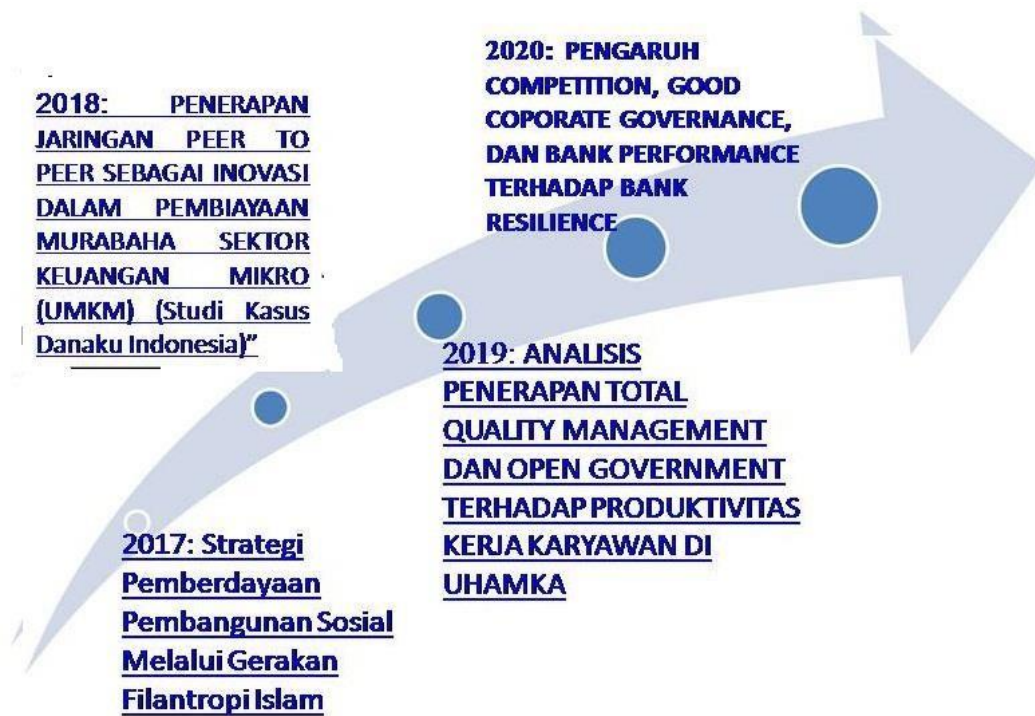 2018: PENERAPAN
JARINGAN PEER TO
PEER SEBAGAI INOVASI
DALAM PEMBIAYAAN
MURABAHA SEKTOR
KEUANGAN MIKRO
(UMKM) (Studi Kasus
Danaku Indonesia)”
2020: PENGARUH
COMPETITION, GOOD
COPORATE GOVERNANCE,
DAN BANK PERFORMANCE
TERHADAP BANK
RESILIENCE
2019: ANALISIS
PENERAPAN TOTAL
QUALITY MANAGEMENT
DAN OPEN GOVERNMENT
TERHADAP PRODUKTIVITAS
KERJA KARYAWAN DI
UHAMKA
2017: Strategi
Pemberdayaan
Pembangunan Sosial
Melalui Gerakan
Filantropi Islam